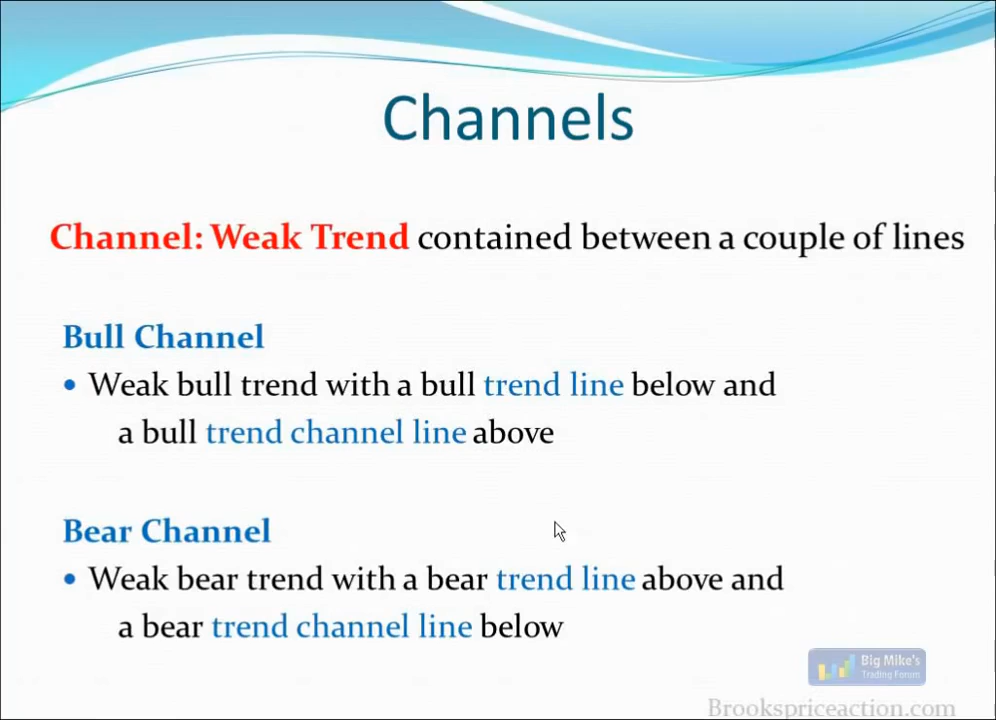 Channels
Channel: Weak Trend contained between a couple of lines
Bull Channel
• Weak bull trend with a bull trend line below and
a bull trend channel line above
Bear Channel
• Weak bear trend with a bear trend line above and
a bear trend channel line below
Big Mike's
Trading Forum
Brookspriceaction.com